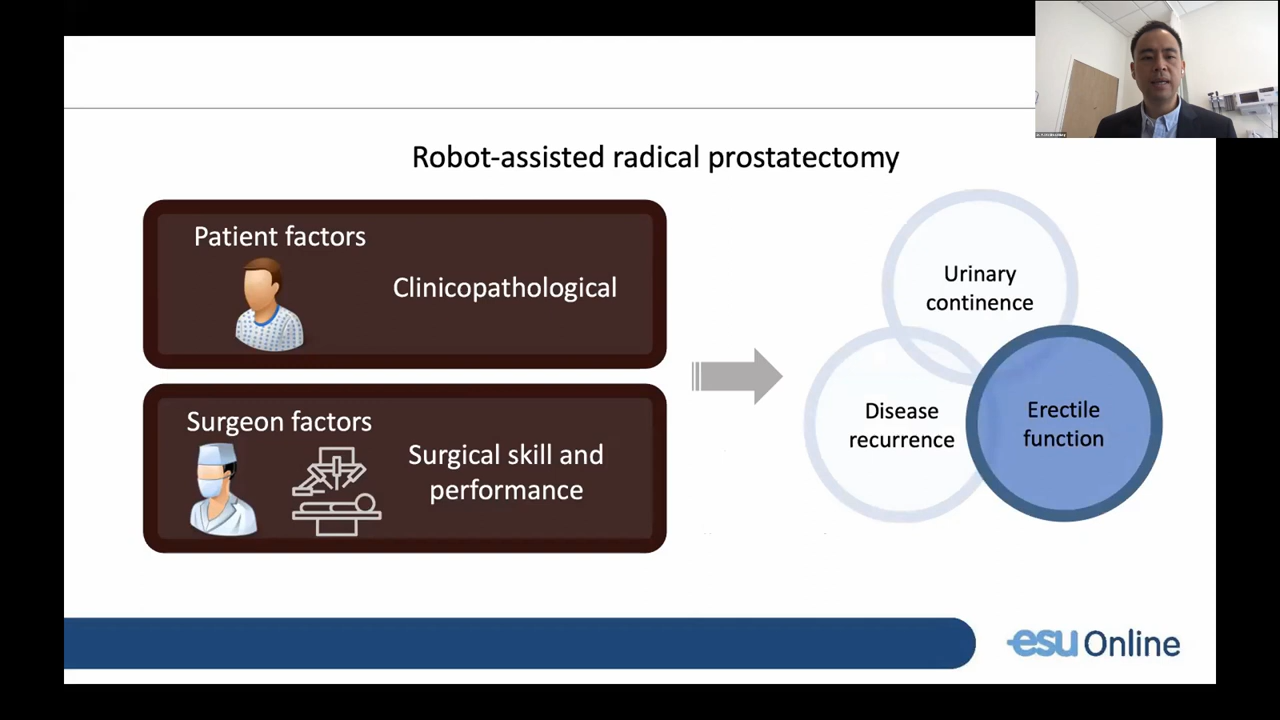 Robot-assisted radical prostatectomy
Patient factors
Clinicopathological
Surgeon factors
Surgical skill and
performance
Urinary
continence
Disease
recurrence
Erectile
function
esu Online